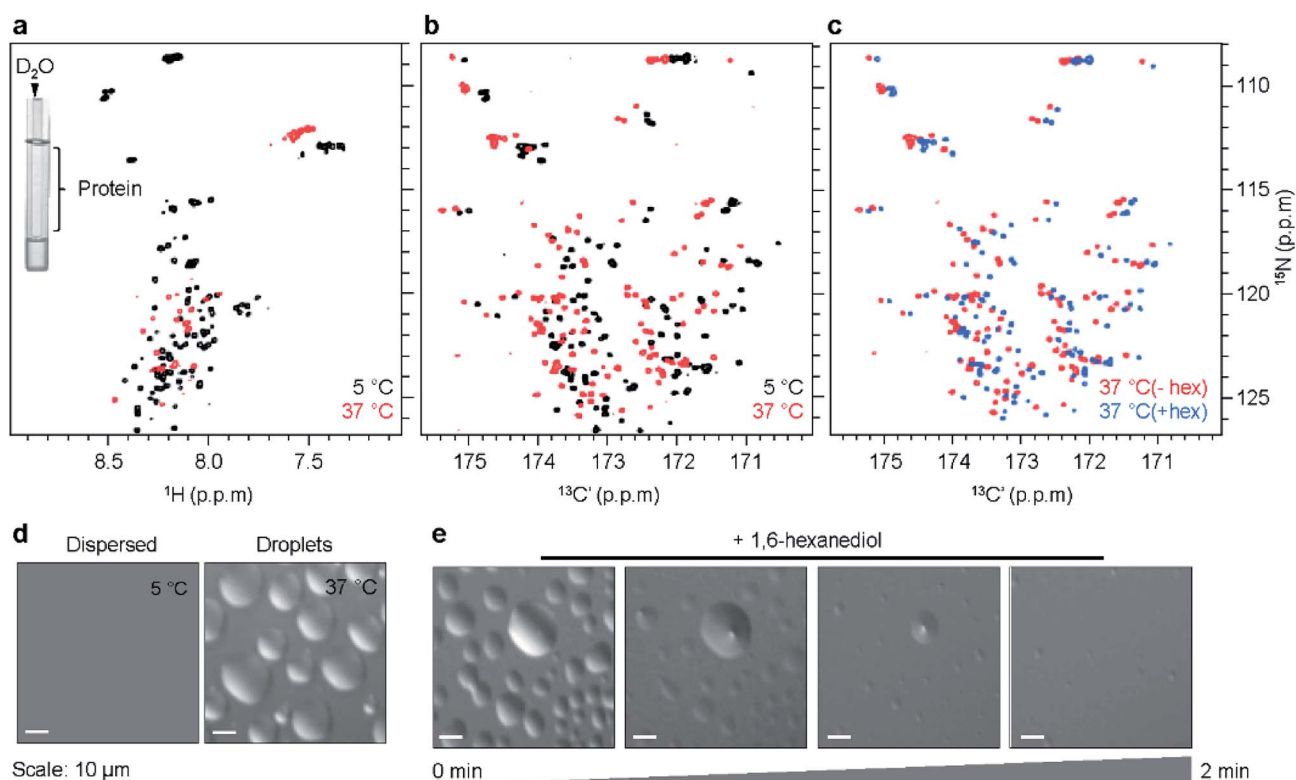 a
D₂O
Protein
5 °C
37 °C
8.5 8.0 7.5
¹H (p.p.m)
b
5 °C
37 °C
175 174 173 172 171
¹³C' (p.p.m)
c
110
115
120
125
¹⁵N (p.p.m)
37 °C(- hex)
37 °C(+hex)
175 174 173 172 171
¹³C' (p.p.m)
d
Dispersed Droplets
5 °C 37 °C
Scale: 10 μm
e
+ 1,6-hexanediol
0 min 2 min